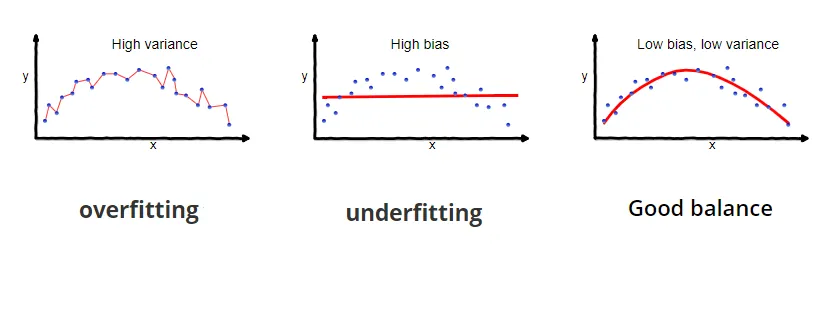 High variance
y
x
overfitting
High bias
y
x
underfitting
Low bias, low variance
y
x
Good balance